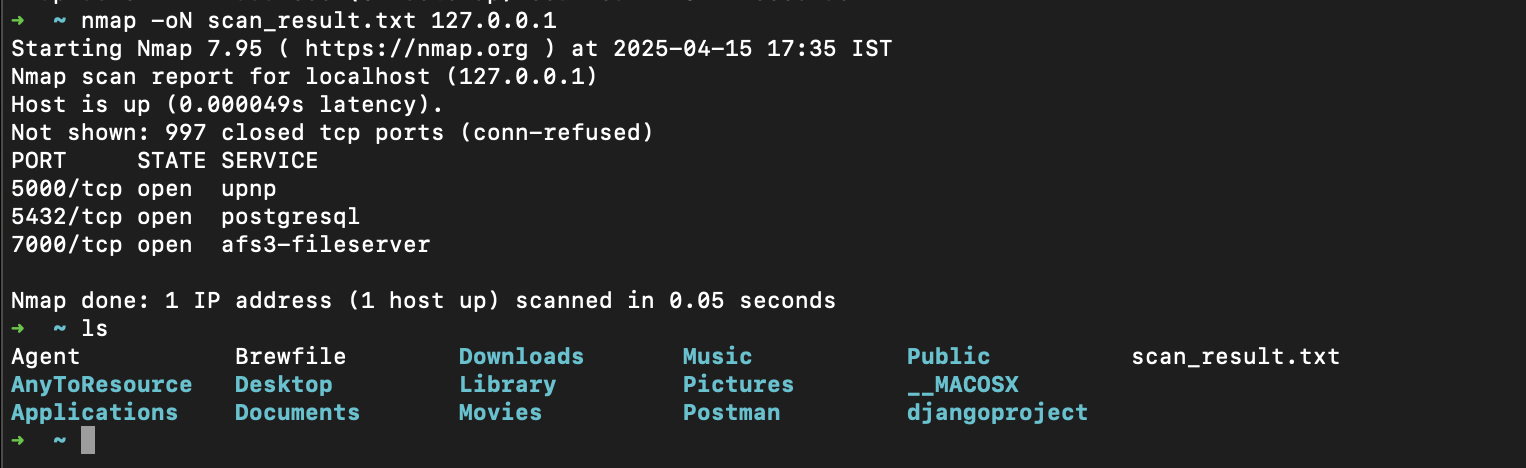 ➜  ~ nmap -oN scan_result.txt 127.0.0.1
Starting Nmap 7.95 ( https://nmap.org ) at 2025-04-15 17:35 IST
Nmap scan report for localhost (127.0.0.1)
Host is up (0.000049s latency).
Not shown: 997 closed tcp ports (conn-refused)
PORT     STATE SERVICE
5000/tcp open  upnp
5432/tcp open  postgresql
7000/tcp open  afs3-fileserver

Nmap done: 1 IP address (1 host up) scanned in 0.05 seconds
➜  ~ ls
Agent           Brewfile        Downloads       Music           Public          scan_result.txt
AnyToResource   Desktop         Library         Pictures        __MACOSX
Applications    Documents       Movies          Postman         djangoproject
➜  ~